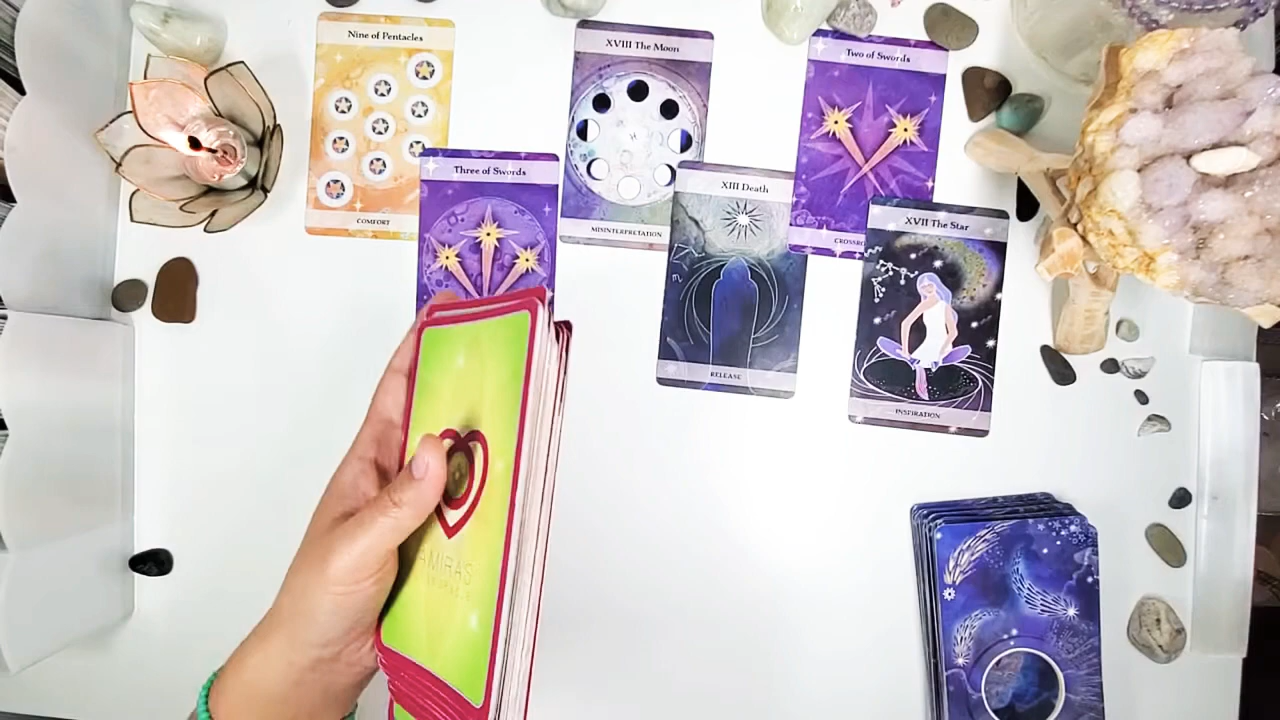 Nine of Pentacles
COMFORT
Three of Swords
XVIII The Moon
MISINTERPRETATION
XIII Death
RELEASE
Two of Swords
XVII The Star
INSPIRATION
AMIRAS